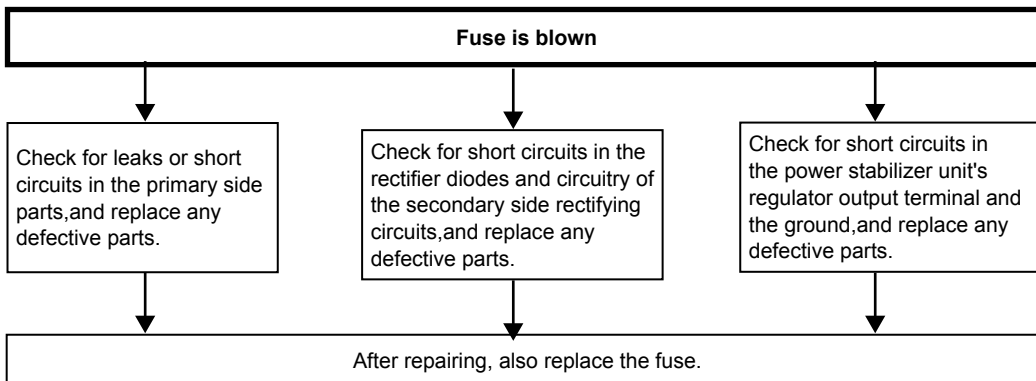 Fuse is blown
Check for leaks or short
circuits in the primary side
parts,and replace any
defective parts.
Check for short circuits in the
rectifier diodes and circuitry of
the secondary side rectifying
circuits,and replace any
defective parts.
Check for short circuits in
the power stabilizer unit's
regulator output terminal and
the ground,and replace any
defective parts.
After repairing, also replace the fuse.